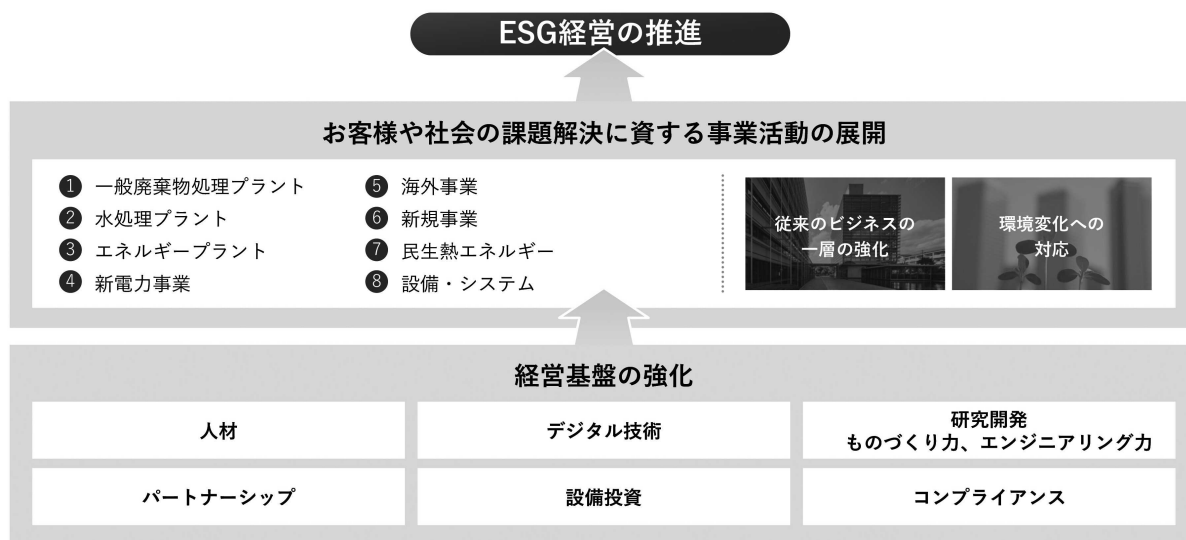 ESG経営の推進
お客様や社会の課題解決に資する事業活動の展開
1 一般廃棄物処理プラント
2 水処理プラント
3 エネルギープラント
4 新電力事業
5 海外事業
6 新規事業
7 民生熱エネルギー
8 設備・システム
従来のビジネスの
一層の強化
環境変化への
対応
経営基盤の強化
人材
デジタル技術
研究開発
ものづくり力、エンジニアリング力
パートナーシップ
設備投資
コンプライアンス